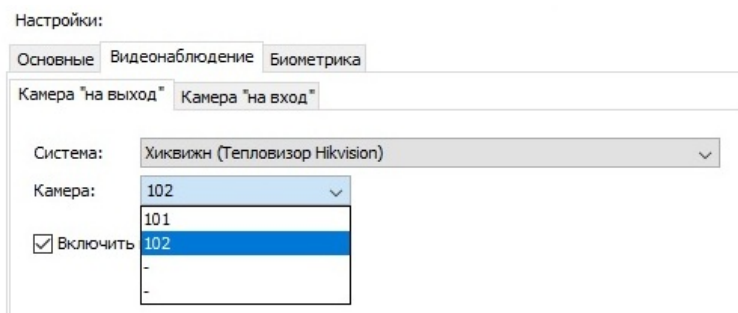 Настройки:
Основные Видеонаблюдение Биометрика
Камера "на выход" Камера "на вход"
Система: Хиквижн (Тепловизор Hikvision)
Камера: 102
101
Включить 102
-
-